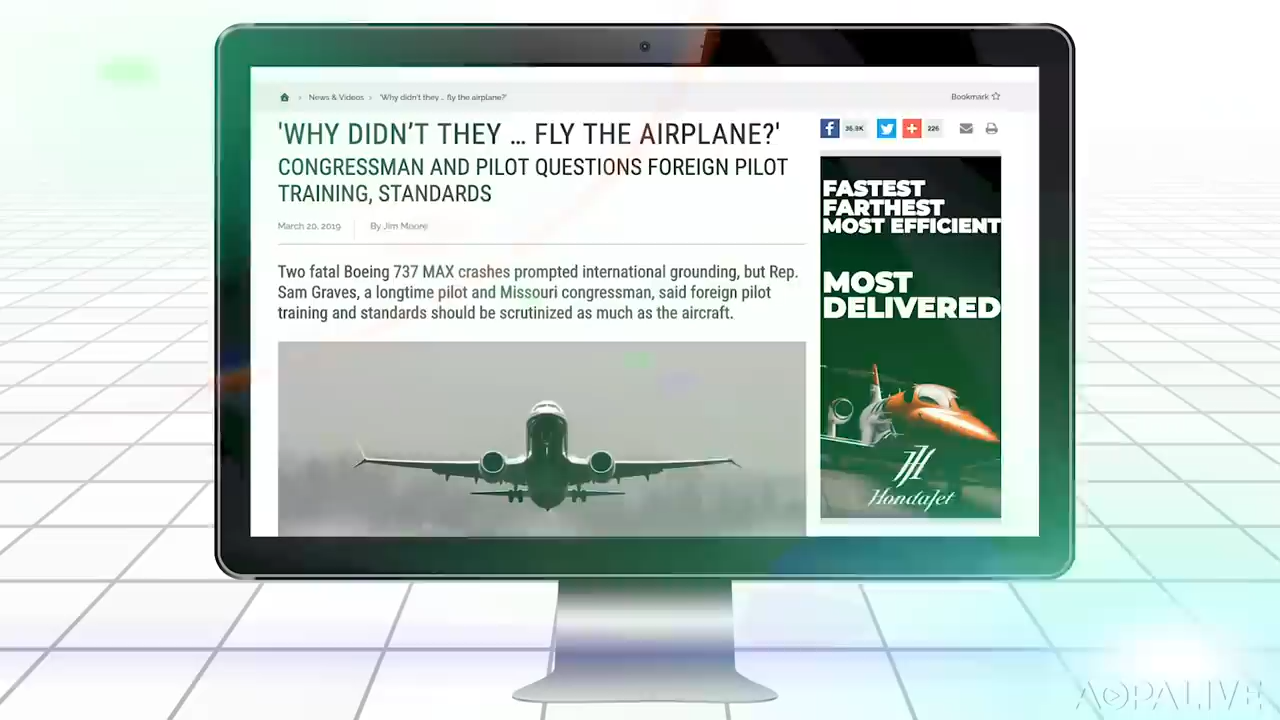 News & Videos > 'Why didn't they … fly the airplane?'
Bookmark
'WHY DIDN'T THEY … FLY THE AIRPLANE?'
CONGRESSMAN AND PILOT QUESTIONS FOREIGN PILOT
TRAINING, STANDARDS
March 20, 2019
By Jim Moore
Two fatal Boeing 737 MAX crashes prompted international grounding, but Rep.
Sam Graves, a longtime pilot and Missouri congressman, said foreign pilot
training and standards should be scrutinized as much as the aircraft.
36.9K
226
FASTEST
FARTHEST
MOST EFFICIENT
MOST
DELIVERED
HondaJet
AOPALIVE